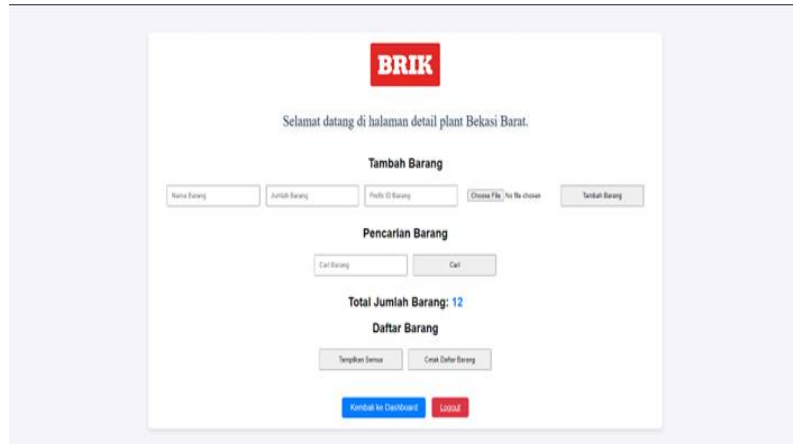 BRIK
Selamat datang di halaman detail plant Bekasi Barat.
Tambah Barang
Nama Barang Jumlah Barang Prefix ID Barang Choose File No file chosen Tambah Barang
Pencarian Barang
Cari Barang Cari
Total Jumlah Barang: 12
Daftar Barang
Tampilkan Semua Cetak Daftar Barang
Kembali ke Dashboard Logout